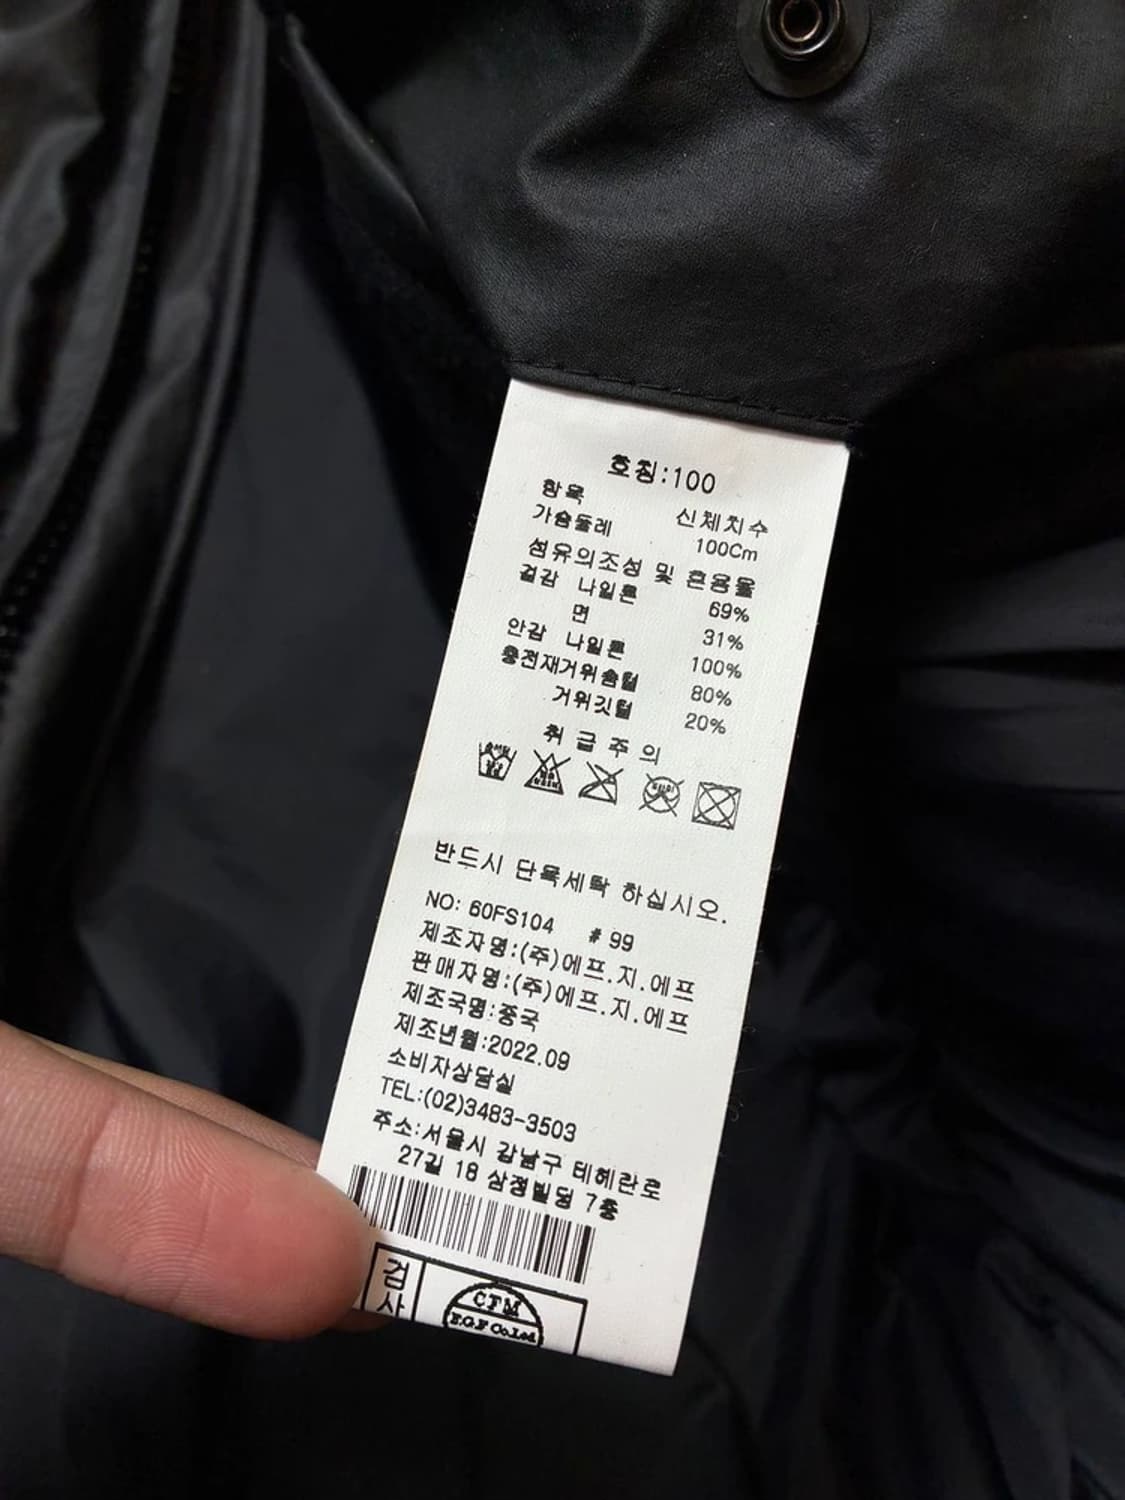 호칭:100
항목 신체치수
가슴둘레 100Cm
섬유의조성 및 혼용율
겉감 나일론 69%
면 31%
안감 나일론 100%
충전재거위솜털 80%
거위깃털 20%
취급주의
반드시 단독세탁 하십시오.
NO: 60FS104 # 99
제조자명:(주)에프.지.에프
판매자명:(주)에프.지.에프
제조국명:중국
제조년월:2022.09
소비자상담실
TEL:(02)3483-3503
주소:서울시 강남구 테헤란로
27길 18 삼정빌딩 7층
검사
CFM
F.G.F Co.Ltd